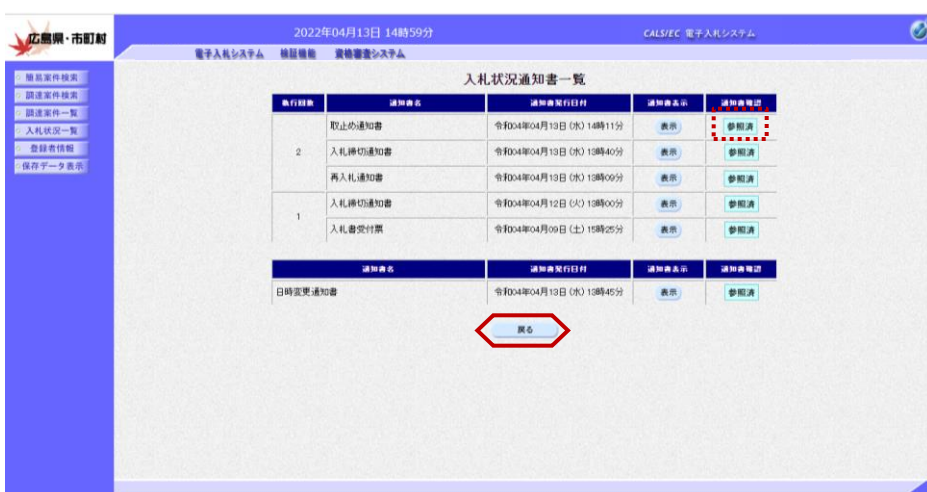 広島県・市町村
2022年04月13日 14時59分
CALS/EC 電子入札システム
電子入札システム 検証機能 資格審査システム
簡易案件検索
調達案件検索
調達案件一覧
入札状況一覧
登録者情報
保存データ表示
入札状況通知書一覧
執行回数 通知書名 通知書発行日付 通知書表示 通知書確認
取止め通知書 令和04年04月13日 (水) 14時11分 表示 参照済
2 入札締切通知書 令和04年04月13日 (水) 13時40分 表示 参照済
再入札通知書 令和04年04月13日 (水) 13時09分 表示 参照済
入札締切通知書 令和04年04月12日 (火) 13時00分 表示 参照済
1
入札書受付票 令和04年04月09日 (土) 15時25分 表示 参照済
通知書名 通知書発行日付 通知書表示 通知書確認
日時変更通知書 令和04年04月13日 (水) 13時45分 表示 参照済
戻る